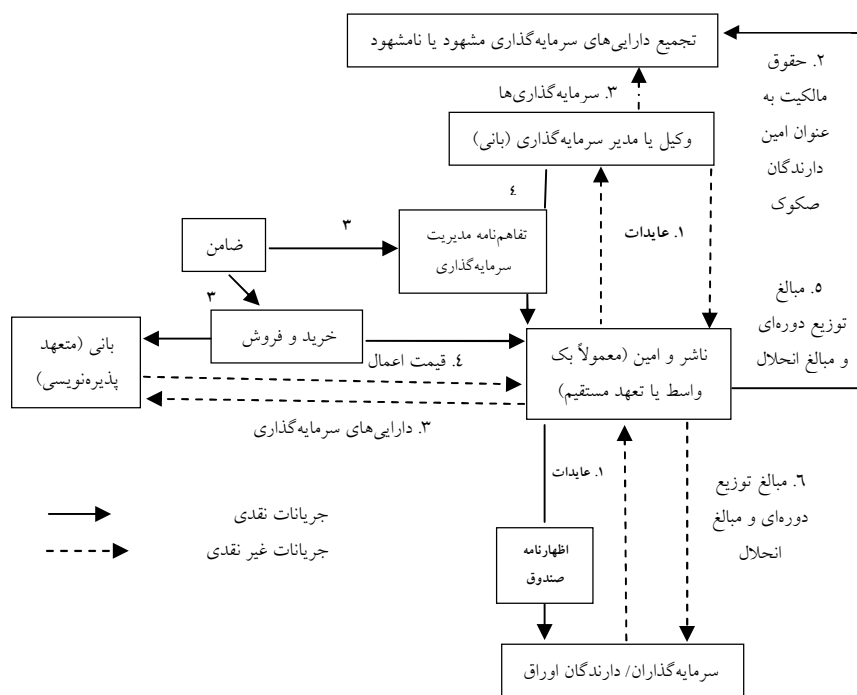 تجمیع دارایی‌های سرمایه‌گذاری مشهود یا نامشهود
۲. حقوق
مالکیت به
عنوان امین
دارندگان
صکوک
۳. سرمایه‌گذاری‌ها
وکیل یا مدیر سرمایه‌گذاری (بانی)
٤
۱. عایدات
تفاهم‌نامه مدیریت
سرمایه‌گذاری
۳
ضامن
۳
خرید و فروش
بانی (متعهد
پذیره‌نویسی)
٤. قیمت اعمال
ناشر و امین (معمولاً بک
واسط یا تعهد مستقیم)
۵. مبالغ
توزیع دوره‌ای
و مبالغ انحلال
۳. دارایی‌های سرمایه‌گذاری
۱. عایدات
٦. مبالغ توزیع
دوره‌ای و مبالغ
انحلال
جریانات نقدی
جریانات غیر نقدی
اظهارنامه
صندوق
سرمایه‌گذاران/ دارندگان اوراق